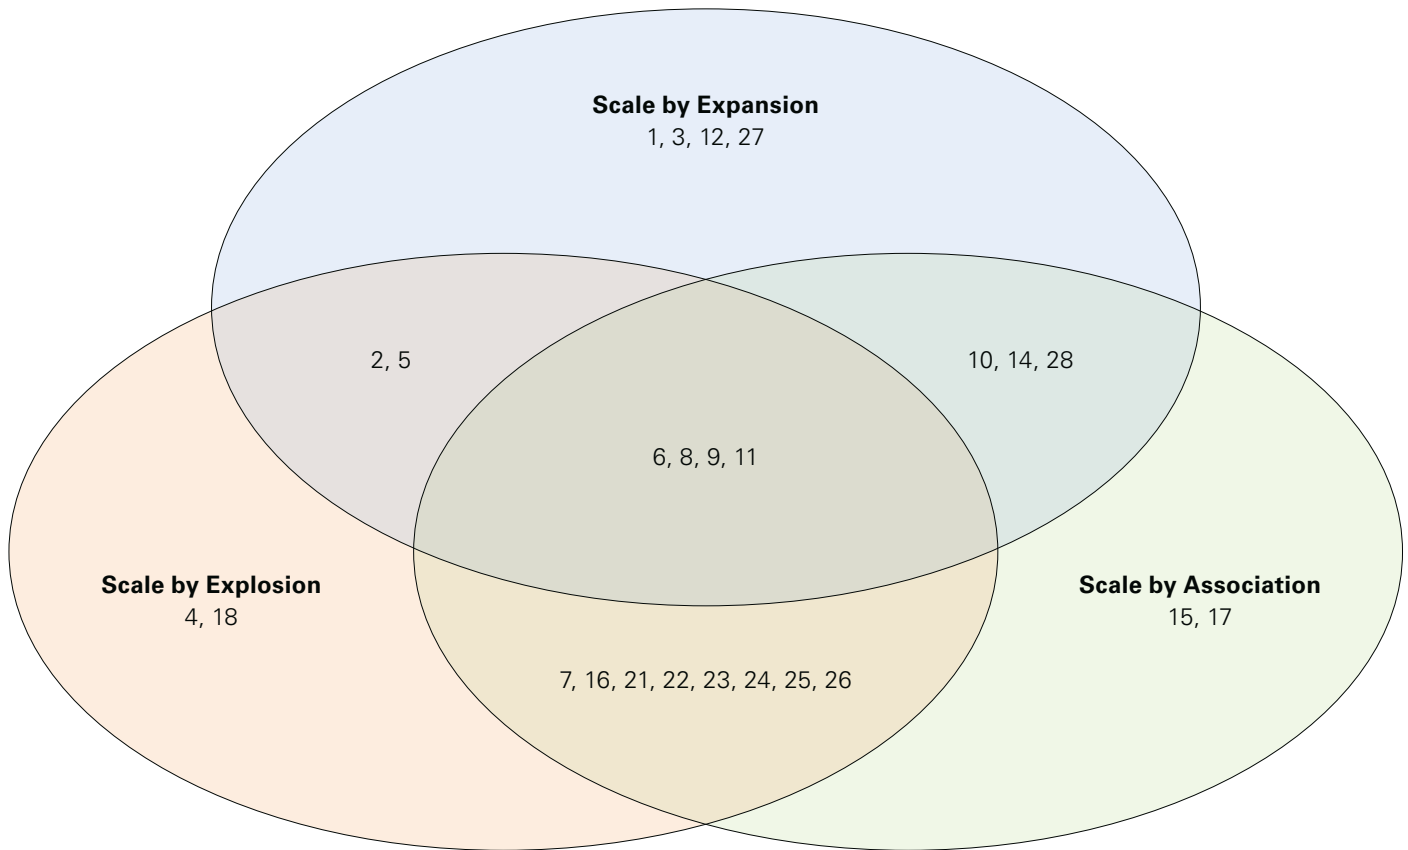 Scale by Expansion
1, 3, 12, 27
2, 5
10, 14, 28
6, 8, 9, 11
Scale by Explosion
4, 18
Scale by Association
15, 17
7, 16, 21, 22, 23, 24, 25, 26